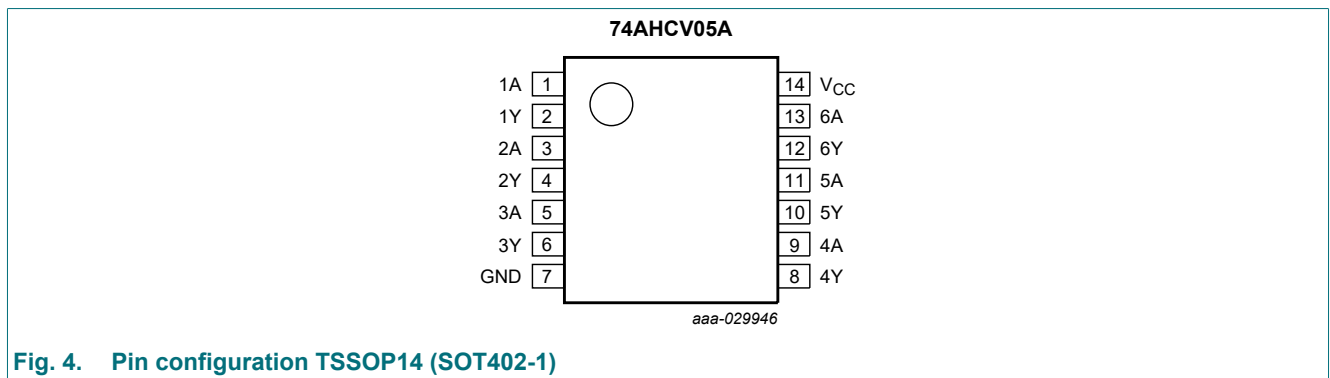 74AHCV05A
1A 1 14 VCC
1Y 2 13 6A
2A 3 12 6Y
2Y 4 11 5A
3A 5 10 5Y
3Y 6 9 4A
GND 7 8 4Y
aaa-029946
Fig. 4. Pin configuration TSSOP14 (SOT402-1)